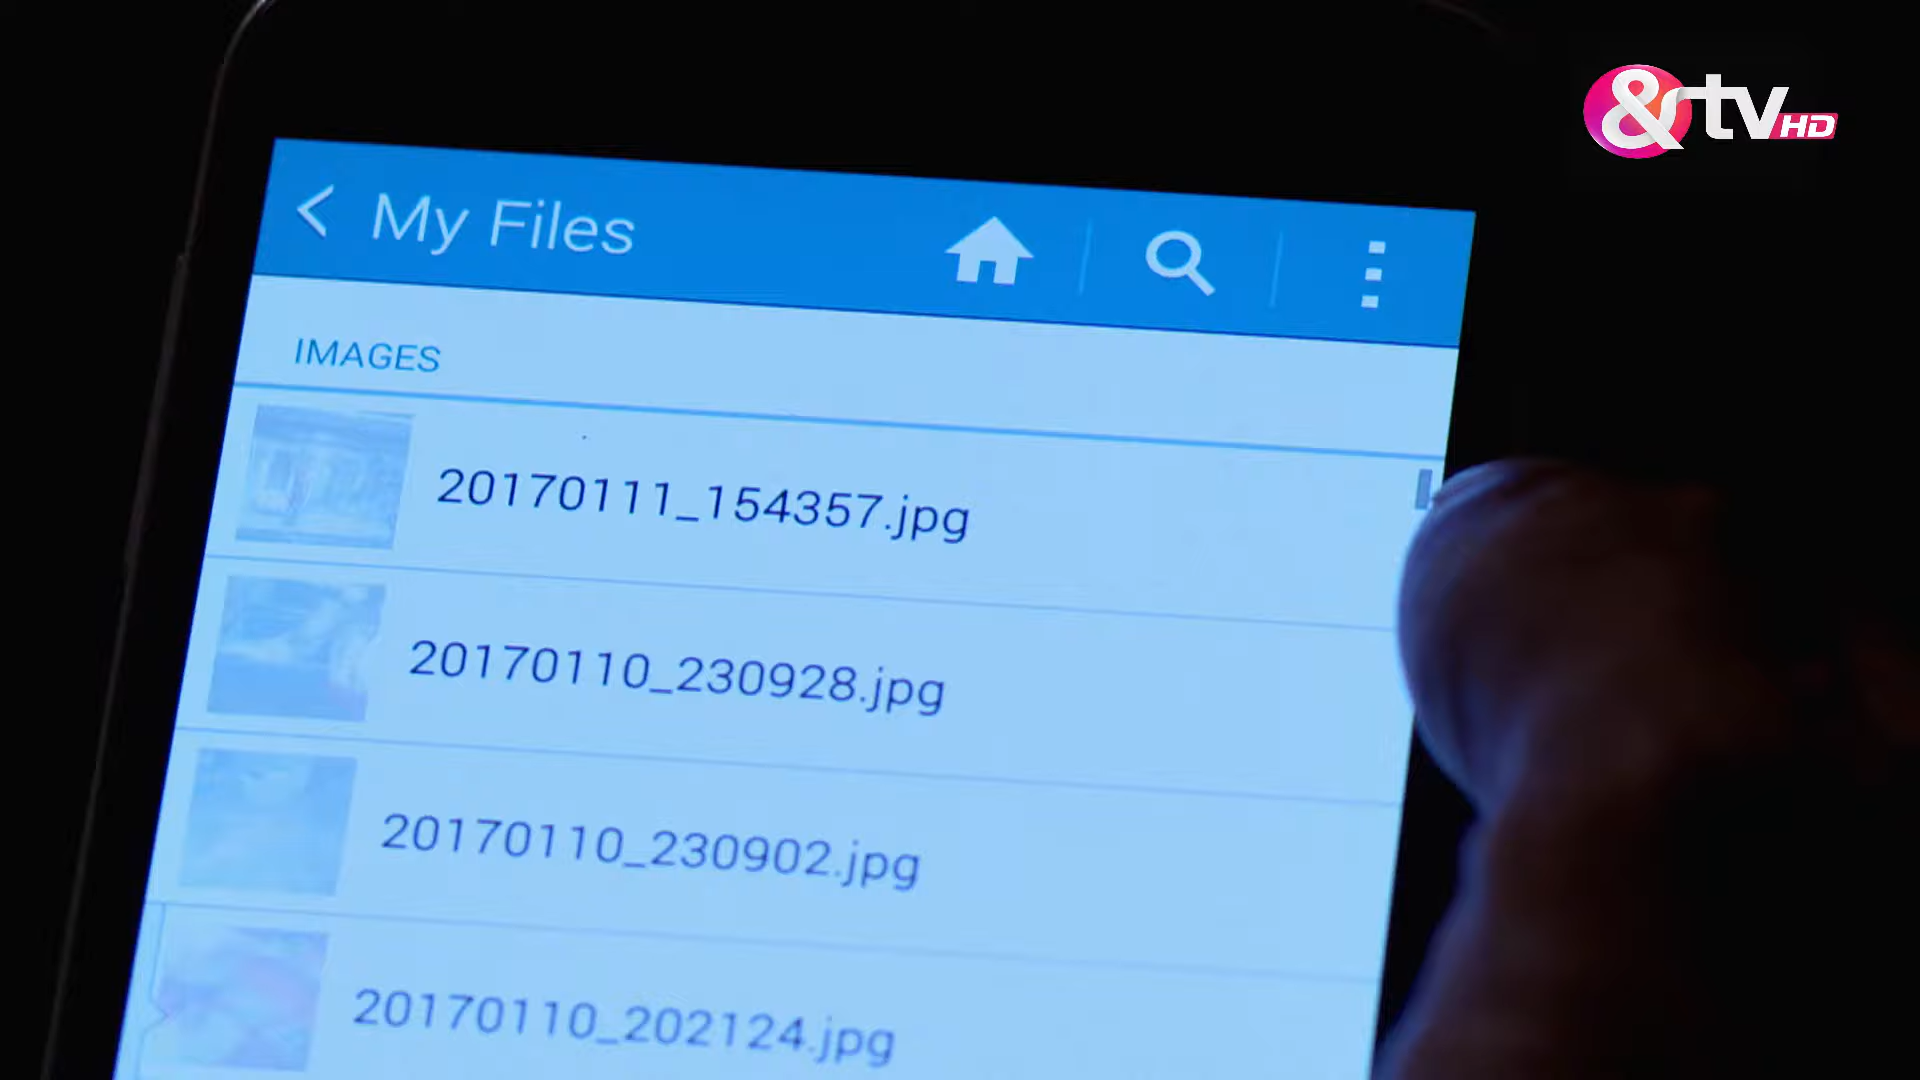 &tv HD
My Files
IMAGES
20170111_154357.jpg
20170110_230928.jpg
20170110_230902.jpg
20170110_202124.jpg